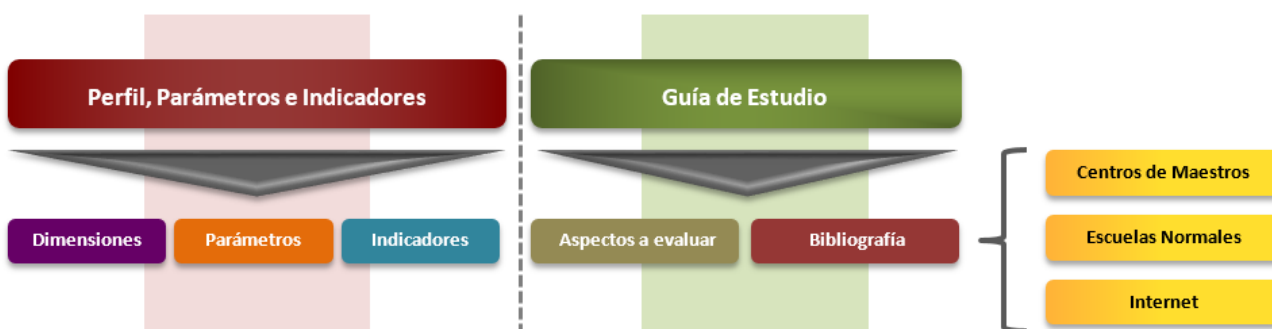 Perfil, Parámetros e Indicadores
Guía de Estudio
Dimensiones
Parámetros
Indicadores
Aspectos a evaluar
Bibliografía
Centros de Maestros
Escuelas Normales
Internet